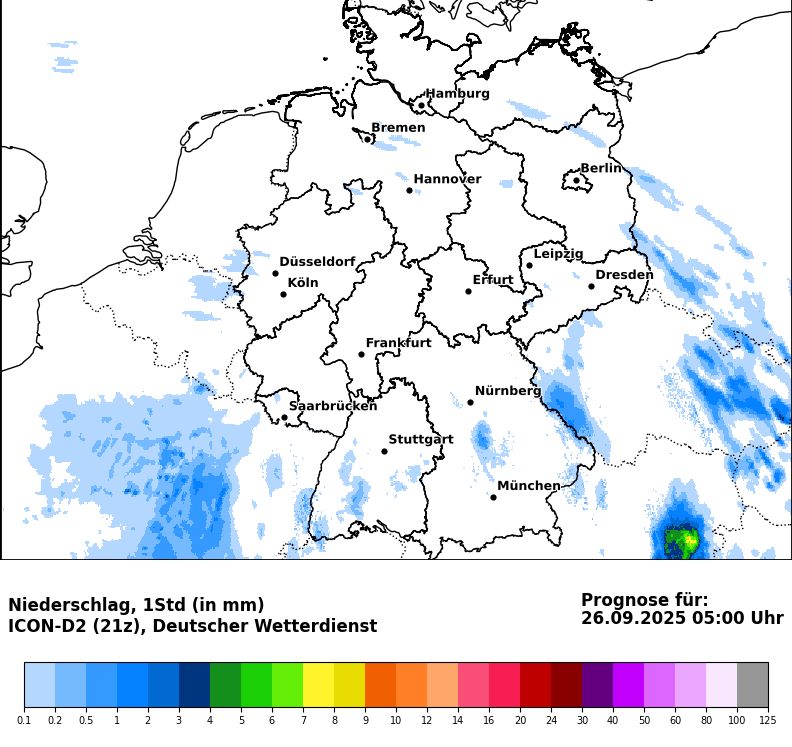 Hamburg
Bremen
Berlin
Hannover
Leipzig
Düsseldorf
Dresden
Köln
Erfurt
Frankfurt
Nürnberg
Saarbrücken
Stuttgart
München
Niederschlag, 1Std (in mm)
ICON-D2 (21z), Deutscher Wetterdienst
Prognose für:
26.09.2025 05:00 Uhr
0.1 0.2 0.5 1 2 3 4 5 6 7 8 9 10 12 14 16 20 24 30 40 50 60 80 100 125